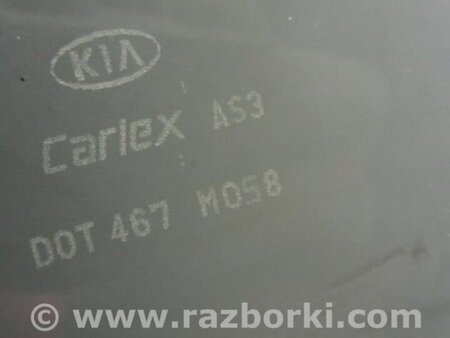 KIA
Carlex AS3
DOT 467 M058
© www.razborki.com